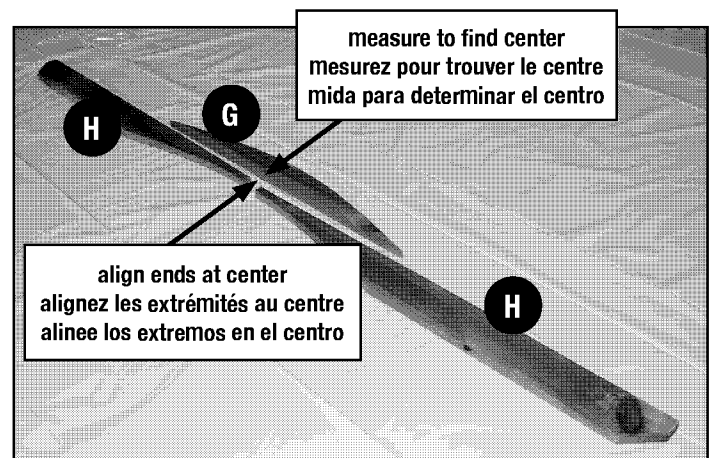 measure to find center
mesurez pour trouver le centre
mida para determinar el centro
G
H
align ends at center
alignez les extrémités au centre
alinee los extremos en el centro
H